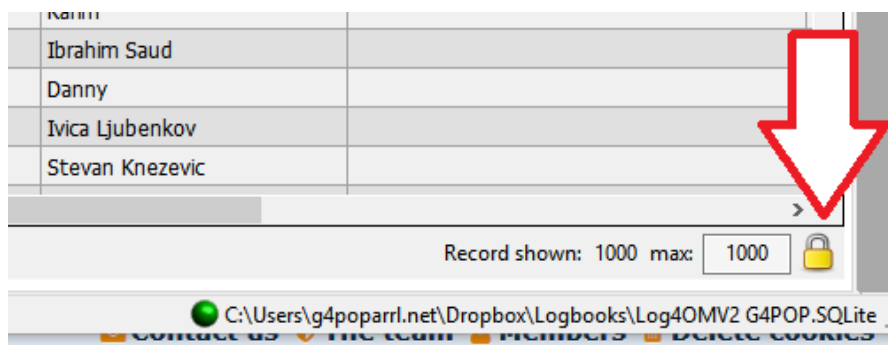 Karim
Ibrahim Saud
Danny
Ivica Ljubenkov
Stevan Knezevic
>
Record shown: 1000 max: 1000
C:\Users\g4poparrl.net\Dropbox\Logbooks\Log4OMV2 G4POP.SQLite
Contact us The team Members Delete cookies